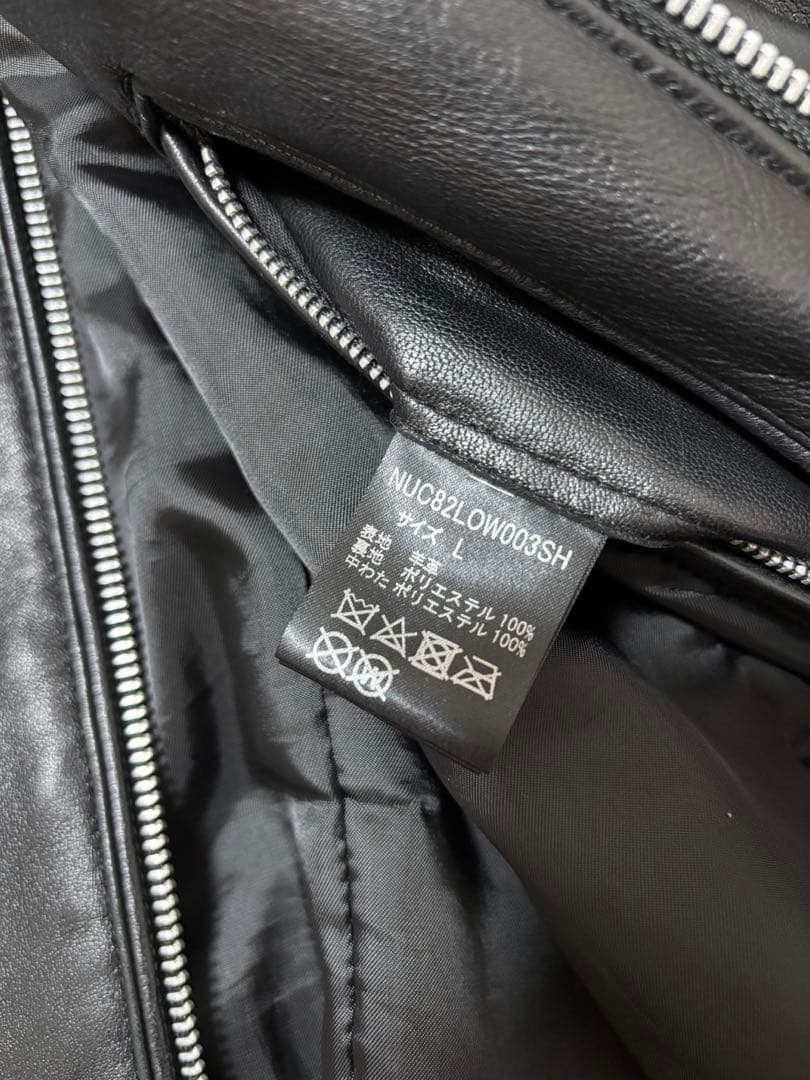 NUC82LOW003SH
サイズ L
表地 羊革
裏地 ポリエステル 100%
中わた ポリエステル 100%